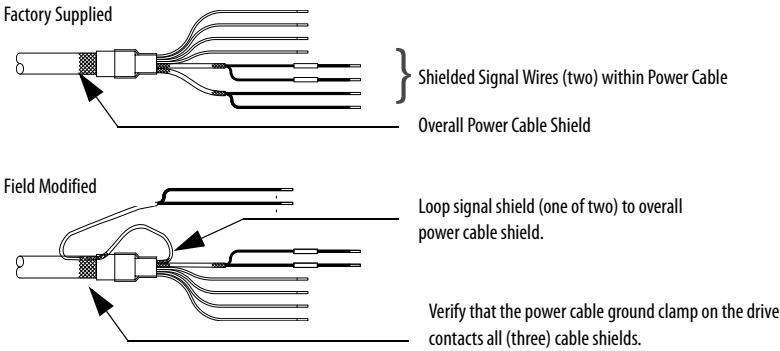 Factory Supplied
Shielded Signal Wires (two) within Power Cable
Overall Power Cable Shield
Field Modified
Loop signal shield (one of two) to overall
power cable shield.
Verify that the power cable ground clamp on the drive
contacts all (three) cable shields.